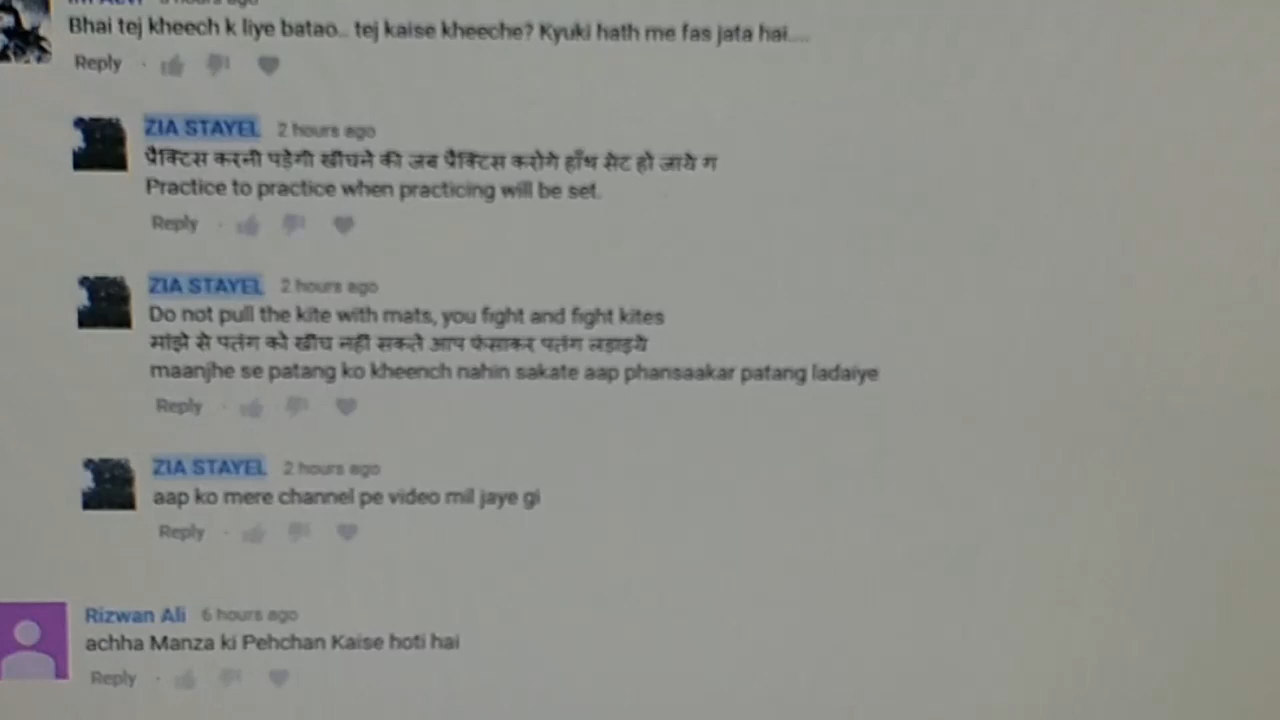 Bhai tej kheech k liye batao.. tej kaise kheeche? Kyuki hath me fas jata hai....
Reply
ZIA STAYEL 2 hours ago
प्रैक्टिस करनी पड़ेगी खींचने की जब प्रैक्टिस करोगे हाँथ सेट हो जाये ग
Practice to practice when practicing will be set.
Reply
ZIA STAYEL 2 hours ago
Do not pull the kite with mats, you fight and fight kites
मांझे से पतंग को खींच नहीं सकते आप फंसाकर पतंग लड़ाइये
maanjhe se patang ko kheench nahin sakate aap phansaakar patang ladaiye
Reply
ZIA STAYEL 2 hours ago
aap ko mere channel pe video mil jaye gi
Reply
Rizwan Ali 6 hours ago
achha Manza ki Pehchan Kaise hoti hai
Reply